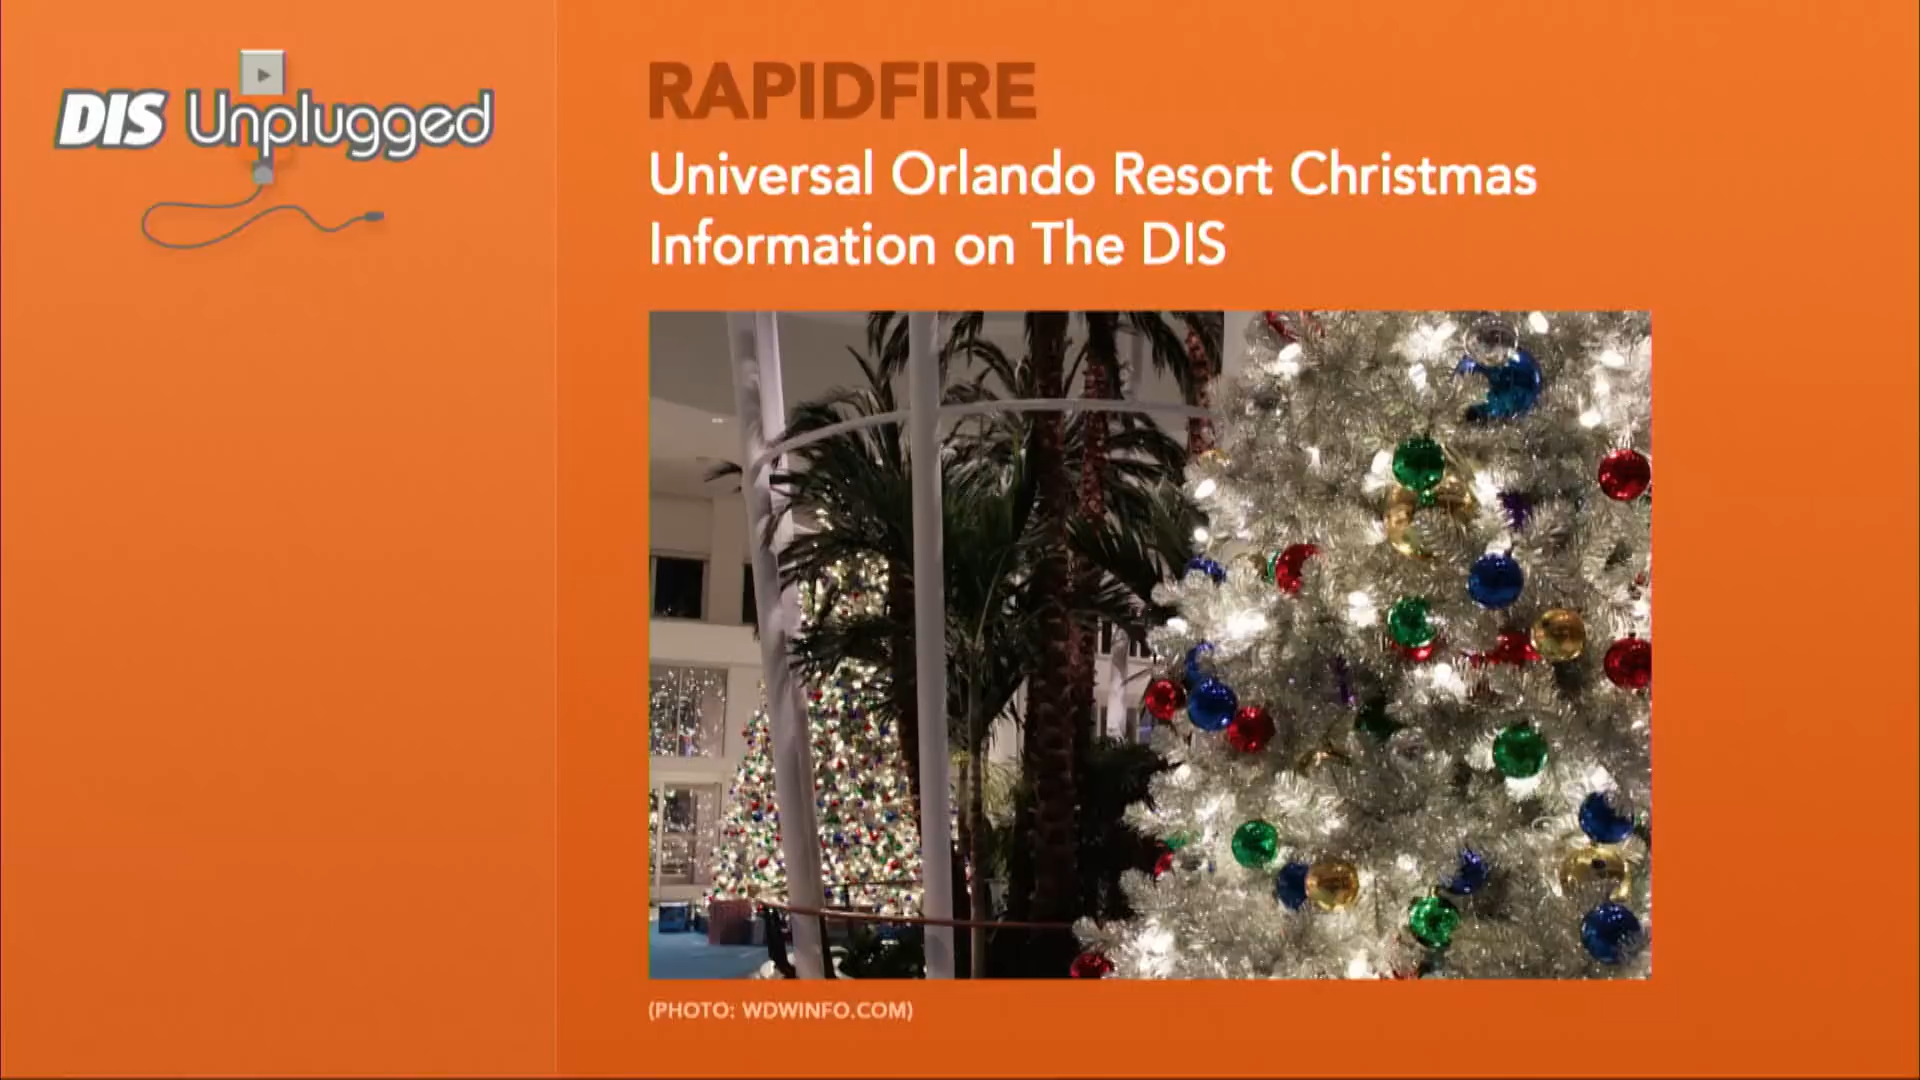 DIS Unplugged
RAPIDFIRE
Universal Orlando Resort Christmas
Information on The DIS
(PHOTO: WDWINFO.COM)